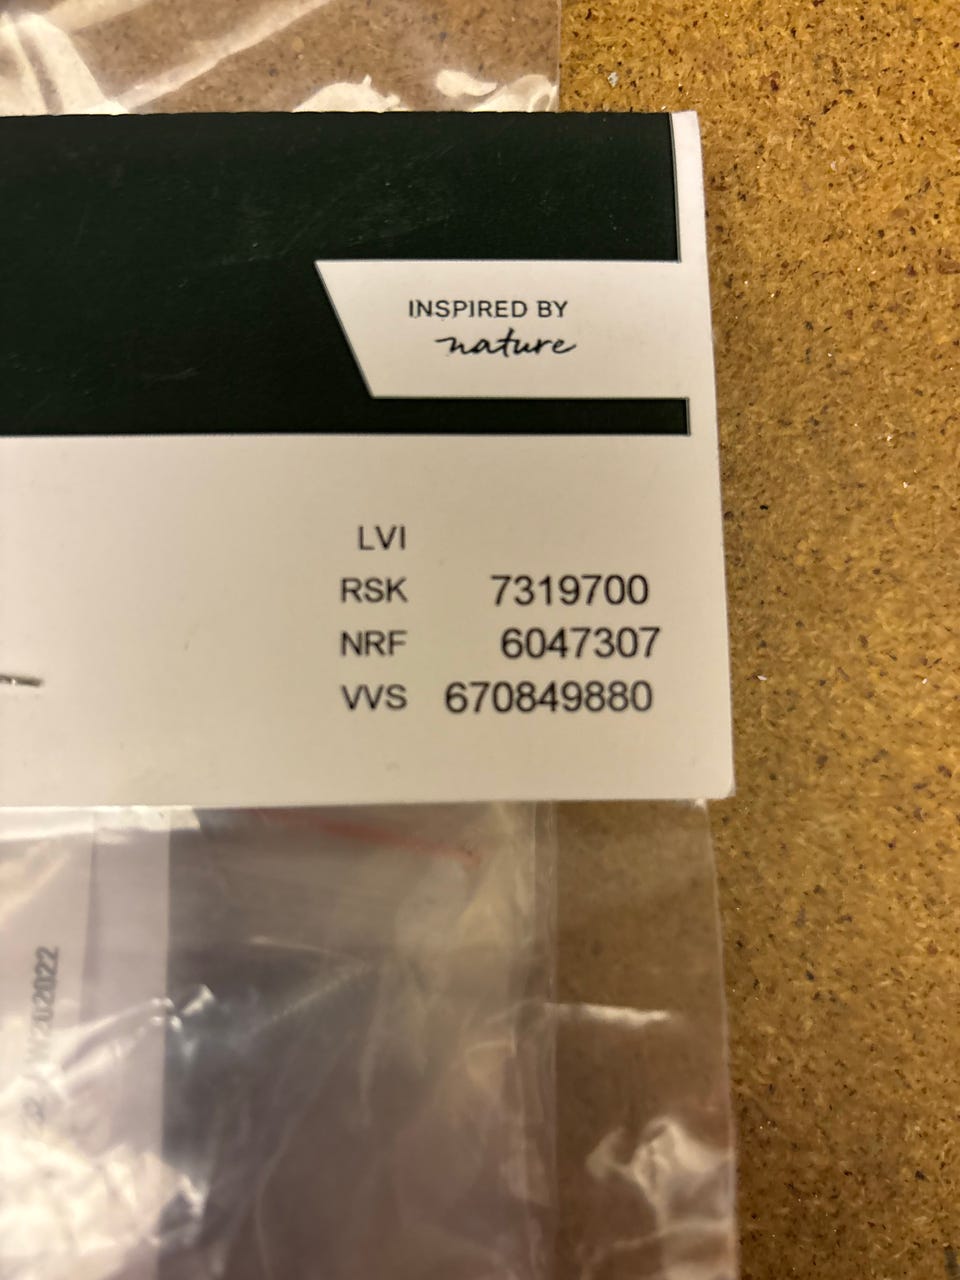 INSPIRED BY
nature
LVI
RSK 7319700
NRF 6047307
VVS 670849880